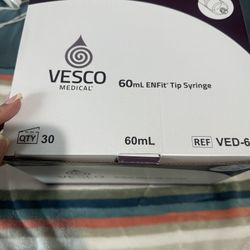 VESCO
MEDICAL
60mL ENFit® Tip Syringe
QTY 30
60mL
REF VED-6